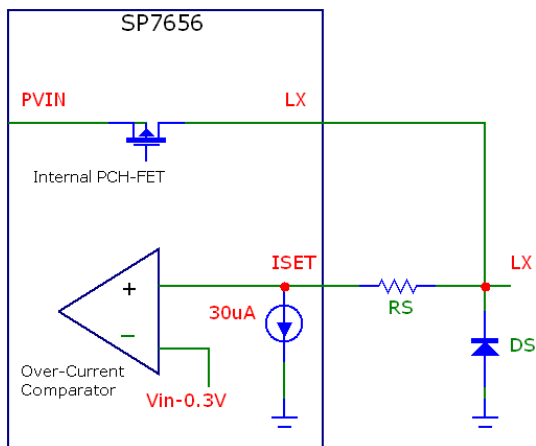 SP7656
PVIN
LX
Internal PCH-FET
ISET
LX
+
30uA
RS
−
DS
Over-Current
Comparator
Vin-0.3V